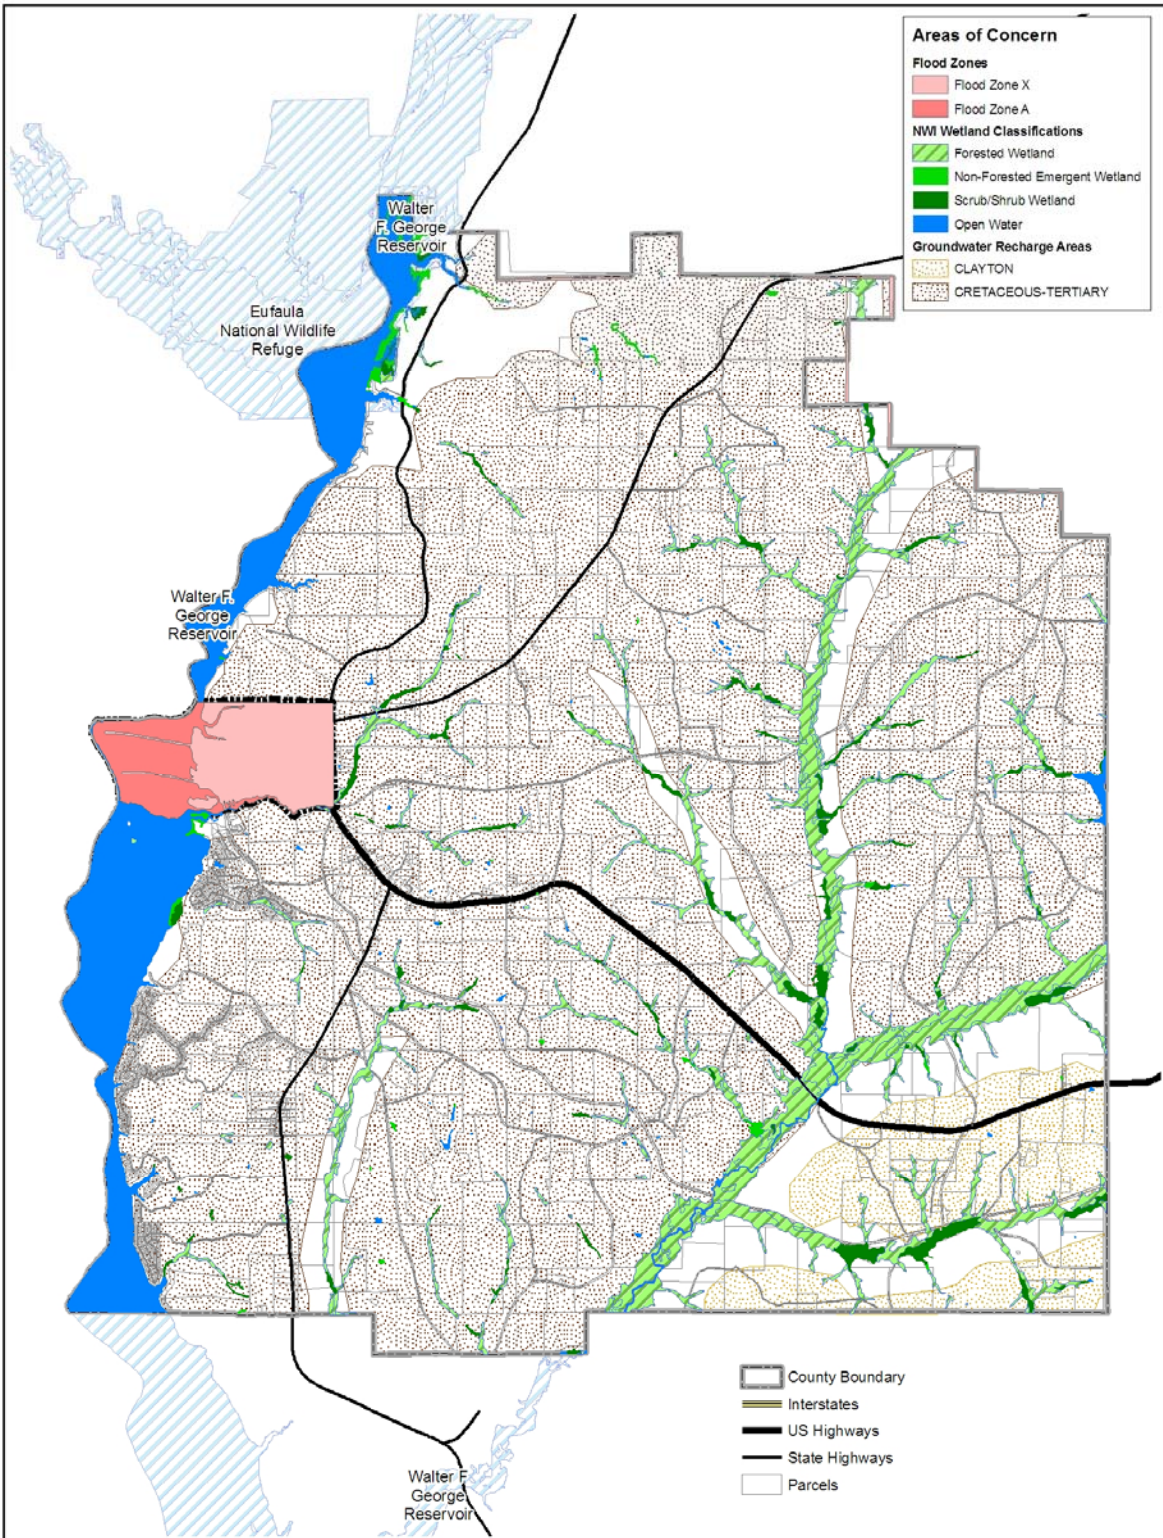 Areas of Concern
Flood Zones
Flood Zone X
Flood Zone A
NWI Wetland Classifications
Forested Wetland
Non-Forested Emergent Wetland
Scrub/Shrub Wetland
Open Water
Groundwater Recharge Areas
CLAYTON
CRETACEOUS-TERTIARY
Walter
F. George
Reservoir
Eufaula
National Wildlife
Refuge
Walter F.
George
Reservoir
County Boundary
Interstates
US Highways
State Highways
Parcels
Walter F
George
Reservoir